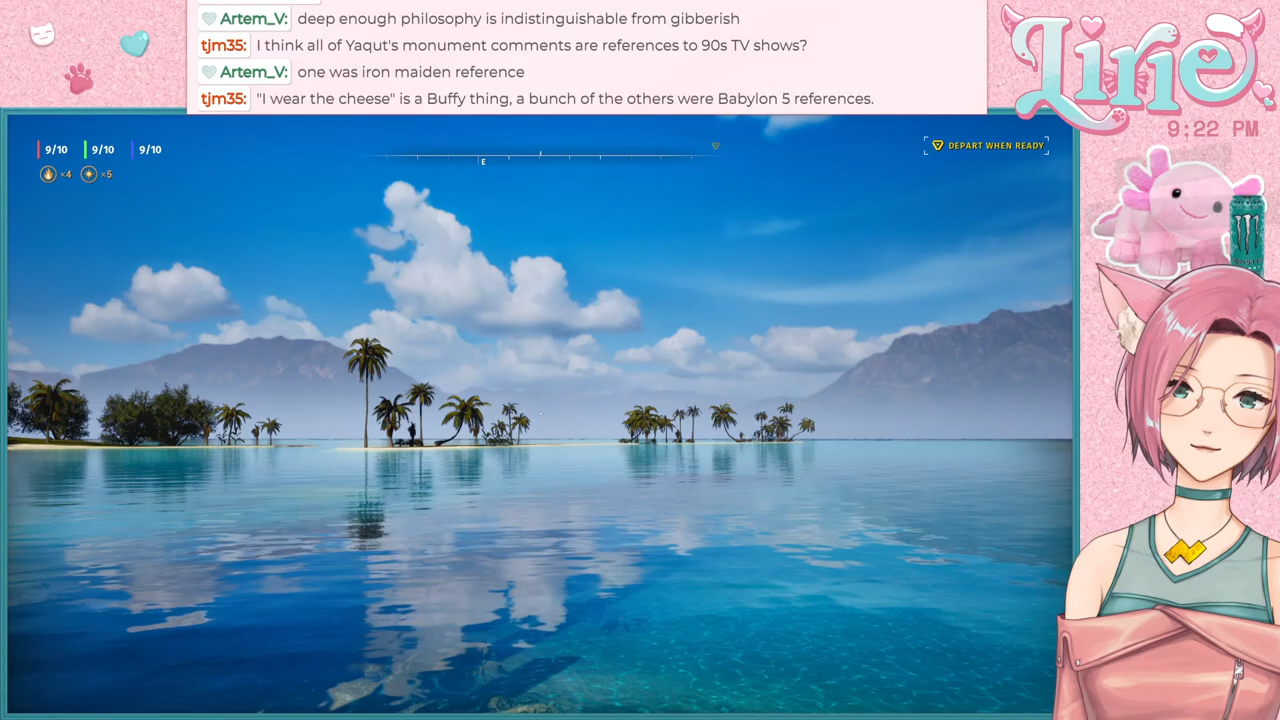 Artem_V: deep enough philosophy is indistinguishable from gibberish
tjm35: I think all of Yaqut's monument comments are references to 90s TV shows?
Artem_V: one was iron maiden reference
tjm35: "I wear the cheese" is a Buffy thing, a bunch of the others were Babylon 5 references.
Lirie
9:22 PM
9/10 9/10 9/10
DEPART WHEN READY
×4 ×5
E